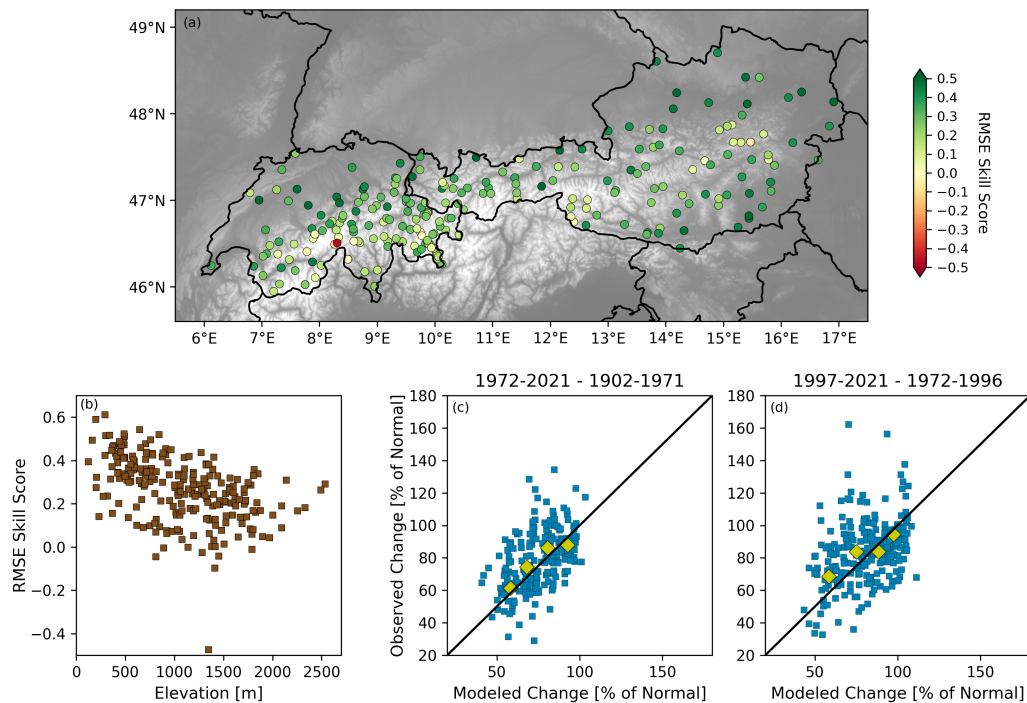 (a)
49°N
48°N
47°N
46°N
6°E 7°E 8°E 9°E 10°E 11°E 12°E 13°E 14°E 15°E 16°E 17°E
0.5
0.4
0.3
0.2
0.1
0.0
−0.1
−0.2
−0.3
−0.4
−0.5
RMSE Skill Score
(b)
0.6
0.4
0.2
0.0
−0.2
−0.4
RMSE Skill Score
0 500 1000 1500 2000 2500
Elevation [m]
1972-2021 - 1902-1971
(c)
180
160
140
120
100
80
60
40
20
Observed Change [% of Normal]
50 100 150
Modeled Change [% of Normal]
1997-2021 - 1972-1996
(d)
180
160
140
120
100
80
60
40
20
50 100 150
Modeled Change [% of Normal]